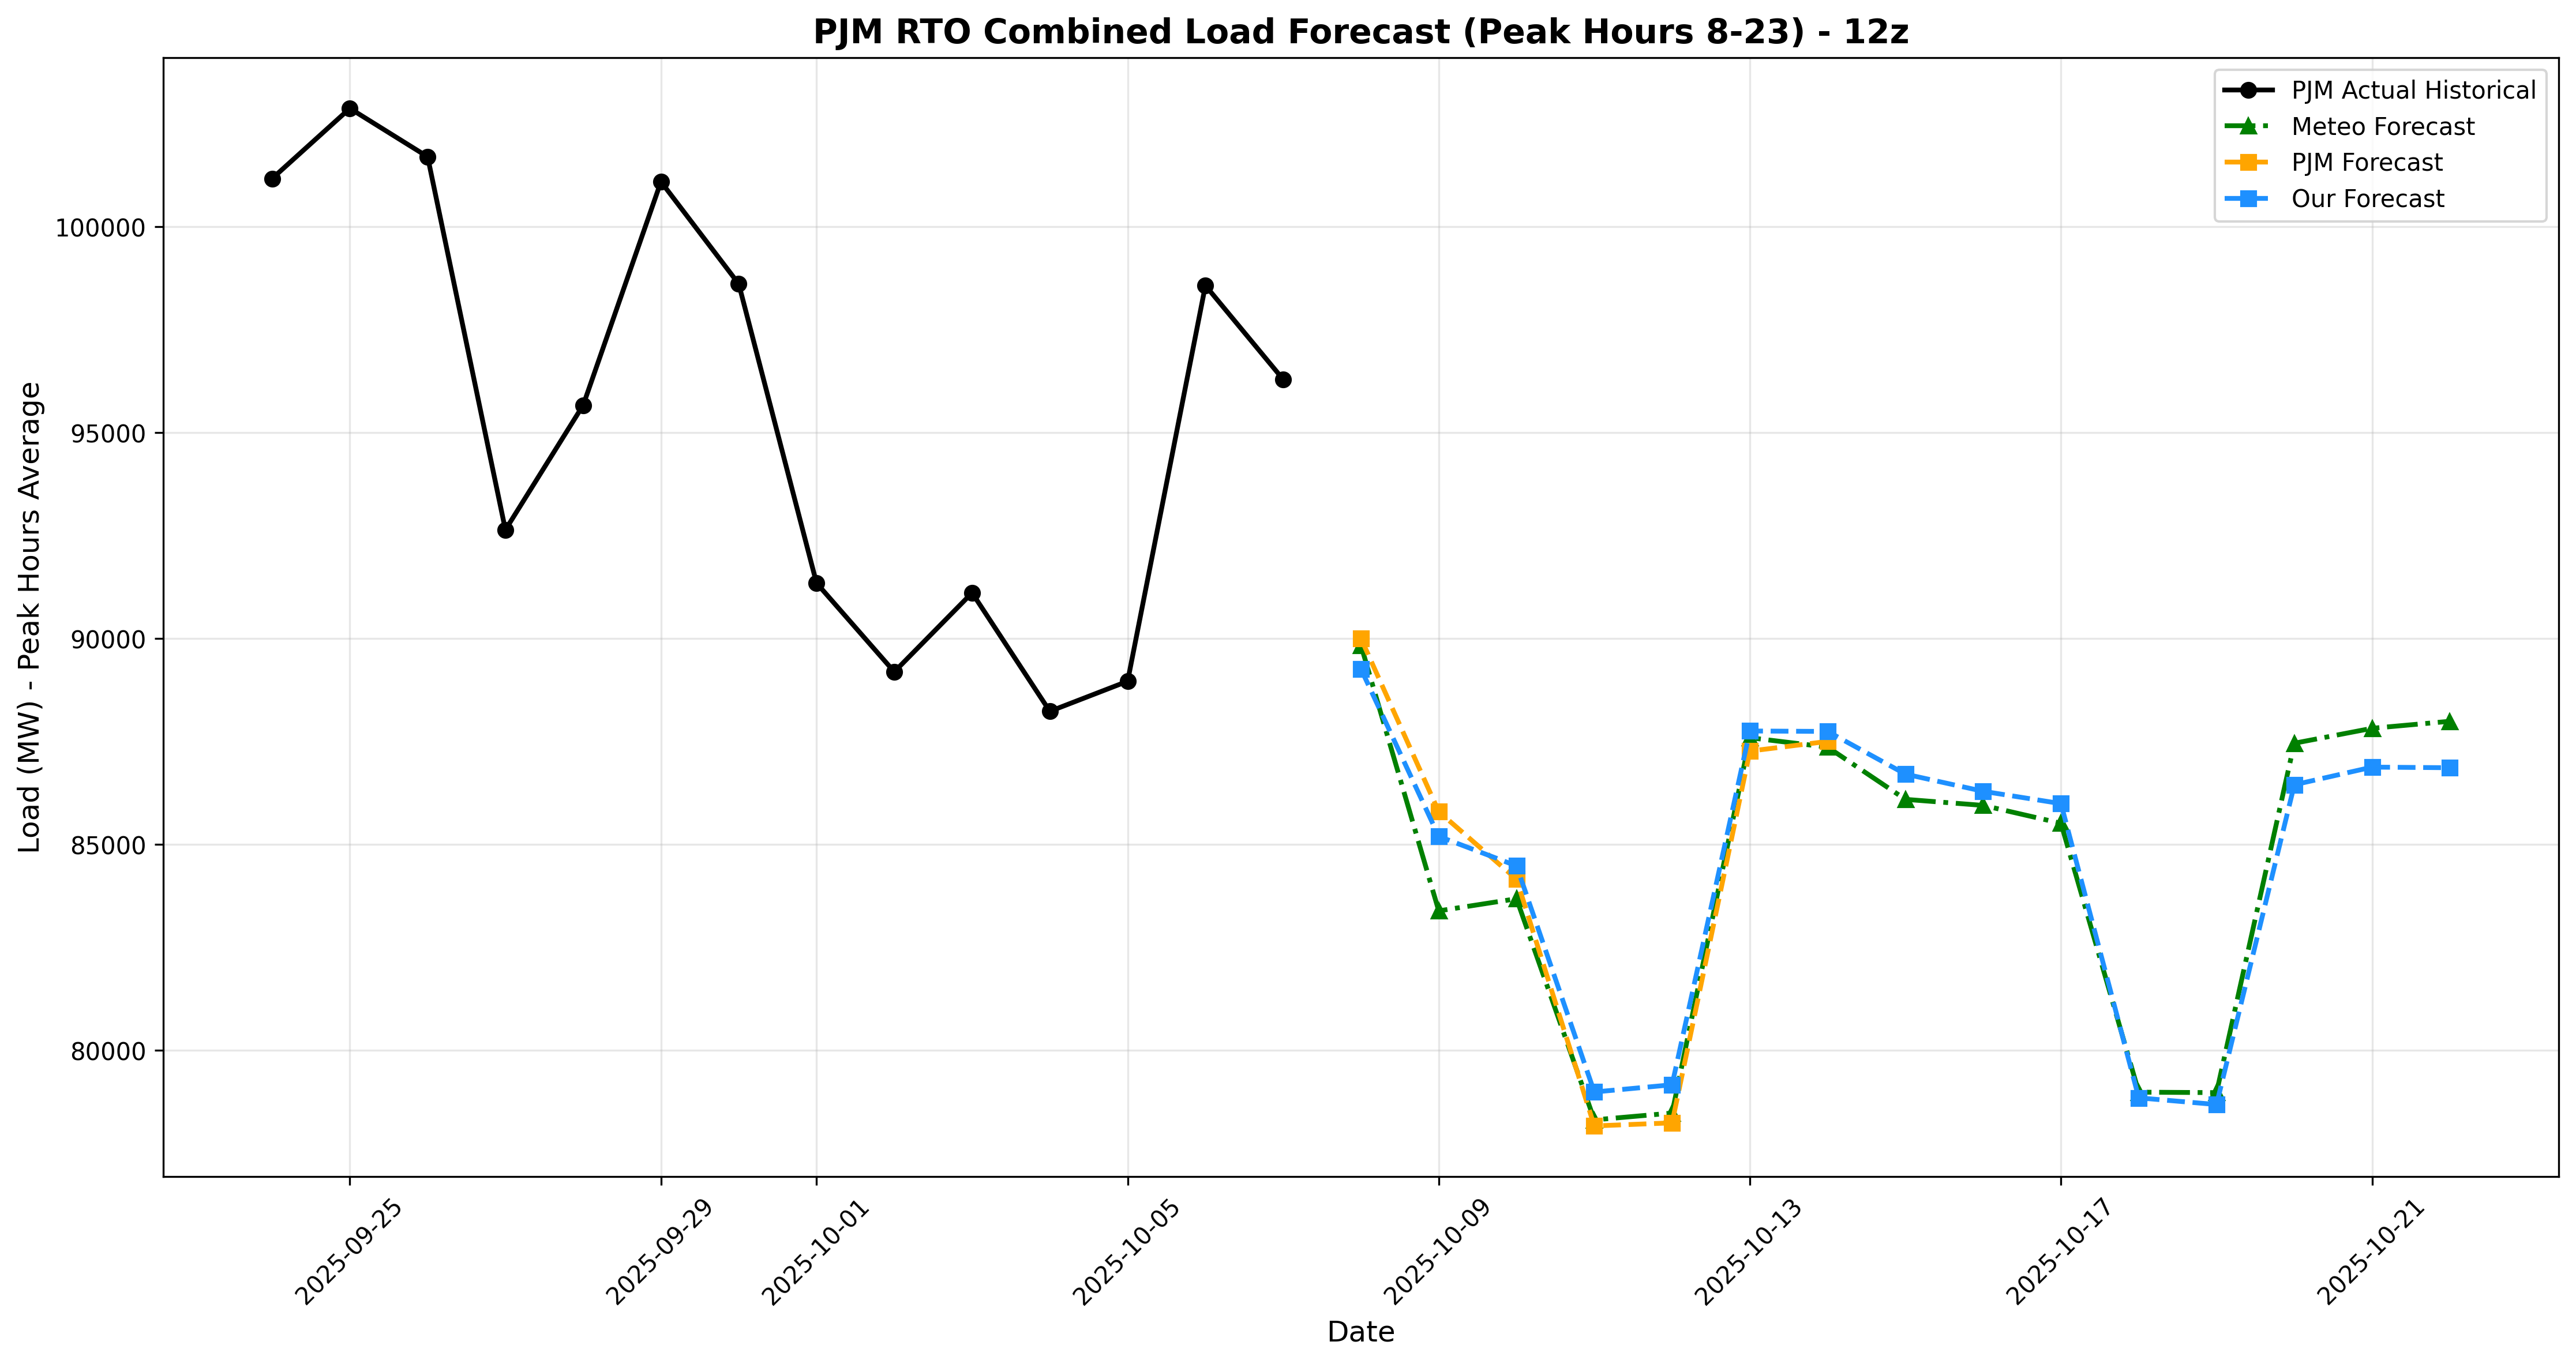 PJM RTO Combined Load Forecast (Peak Hours 8-23) - 12z
PJM Actual Historical
Meteo Forecast
PJM Forecast
Our Forecast
Load (MW) - Peak Hours Average
100000
95000
90000
85000
80000
2025-09-25
2025-09-29
2025-10-01
2025-10-05
2025-10-09
2025-10-13
2025-10-17
2025-10-21
Date